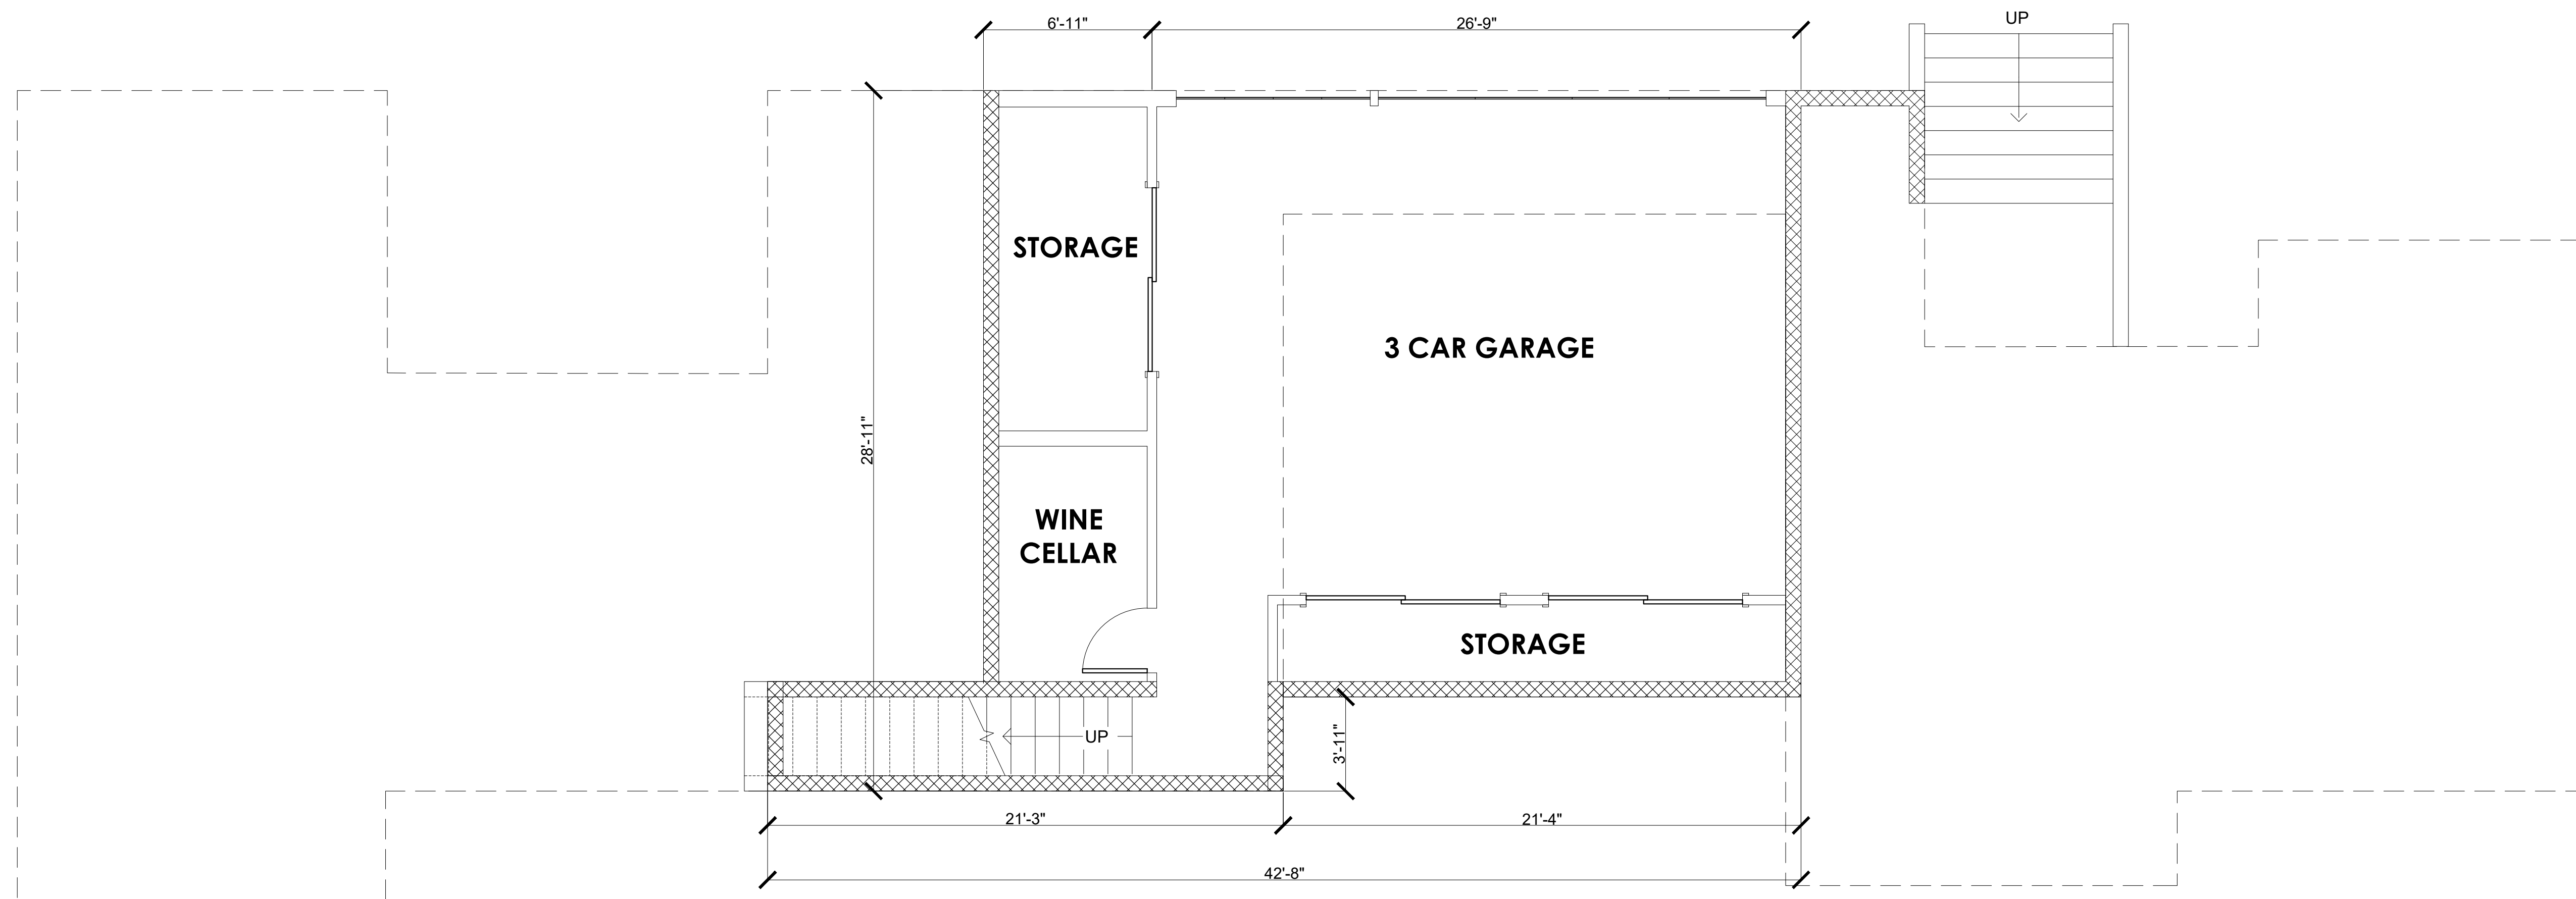 UP
6'-11"
26'-9"
STORAGE
3 CAR GARAGE
28'-11"
WINE
CELLAR
STORAGE
UP
3'-11"
21'-3"
21'-4"
42'-8"